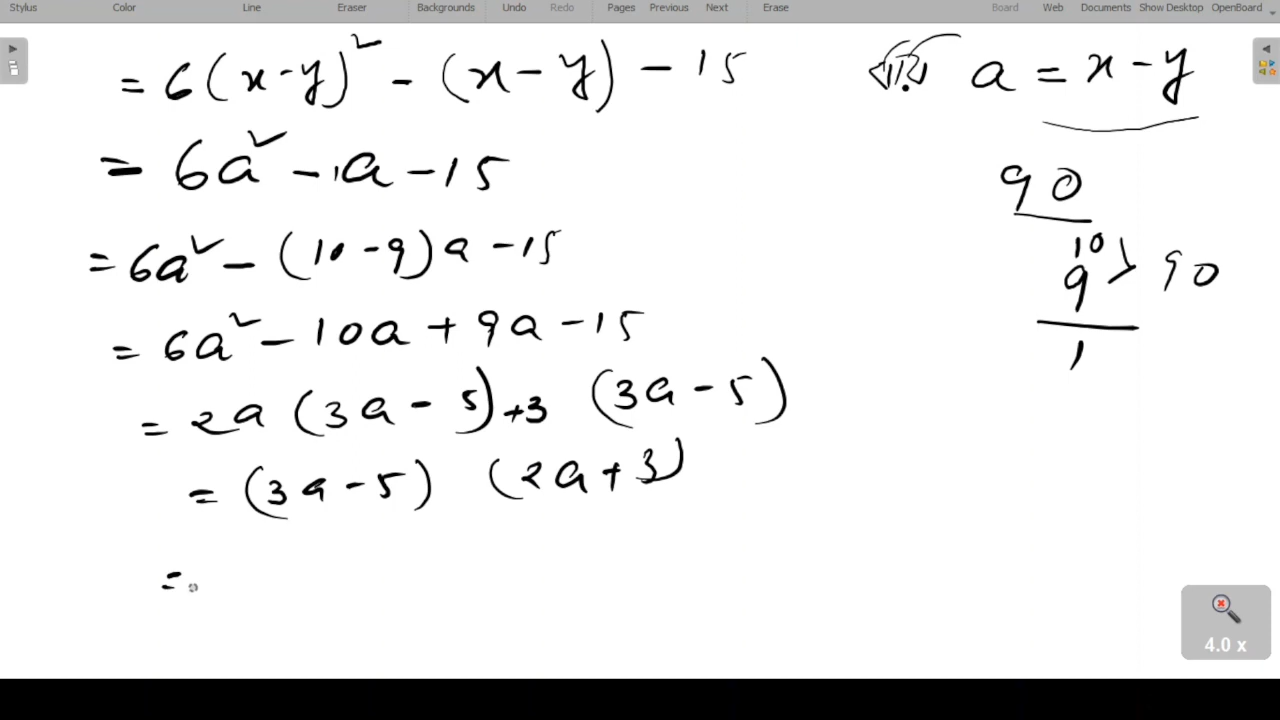 Stylus Color Line Eraser Backgrounds Undo Redo Pages Previous Next Erase Board Web Documents Show Desktop OpenBoard
= 6(x-y)² - (x-y) - 15
a = x-y
= 6a² - 1a - 15
90
= 6a² - (10-9)a - 15
10
9 } 90
1
= 6a² - 10a + 9a - 15
= 2a (3a - 5) +3 (3a - 5)
= (3a - 5) (2a + 3)
=
4.0 x